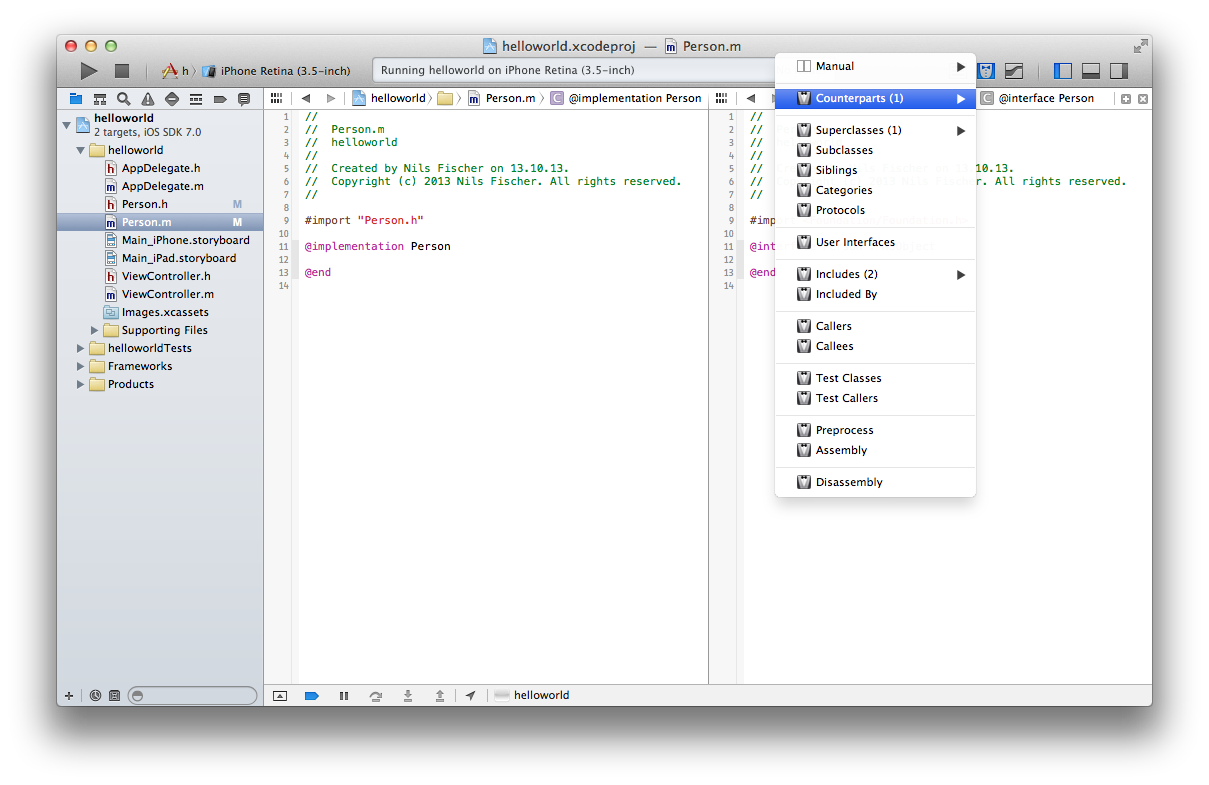 helloworld.xcodeproj — Person.m
h iPhone Retina (3.5-inch)
Running helloworld on iPhone Retina (3.5-inch)
helloworld
2 targets, iOS SDK 7.0
helloworld
AppDelegate.h
AppDelegate.m
Person.h M
Person.m M
Main_iPhone.storyboard
Main_iPad.storyboard
ViewController.h
ViewController.m
Images.xcassets
Supporting Files
helloworldTests
Frameworks
Products
helloworld Person.m @implementation Person
1 //
2 // Person.m
3 // helloworld
4 //
5 // Created by Nils Fischer on 13.10.13.
6 // Copyright (c) 2013 Nils Fischer. All rights reserved.
7 //
8
9 #import "Person.h"
10
11 @implementation Person
12
13 @end
14
@interface Person
1 //
2 //
3 //
4 //
5 // 10.13.
6 // r. All rights reserved.
7 //
8
9 #imp
10
11 @int
12
13 @end
14
Manual
Counterparts (1)
Superclasses (1)
Subclasses
Siblings
Categories
Protocols
User Interfaces
Includes (2)
Included By
Callers
Callees
Test Classes
Test Callers
Preprocess
Assembly
Disassembly
helloworld